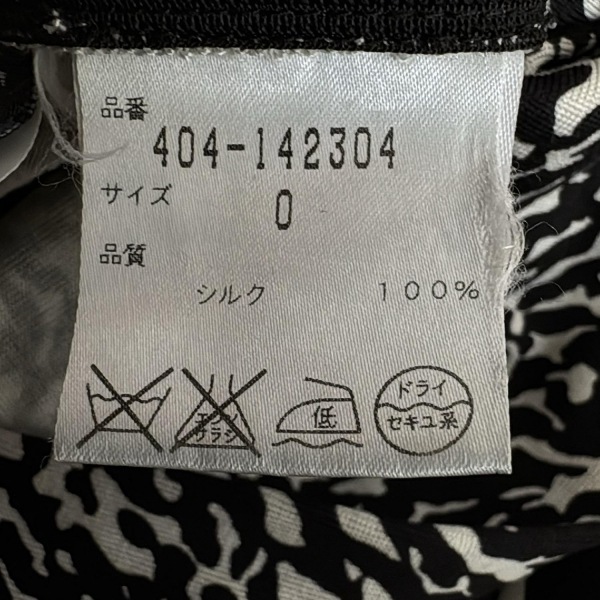 品番
404-142304
サイズ
0
品質
シルク 100%
エンソ
サラシ
低
ドライ
セキユ系